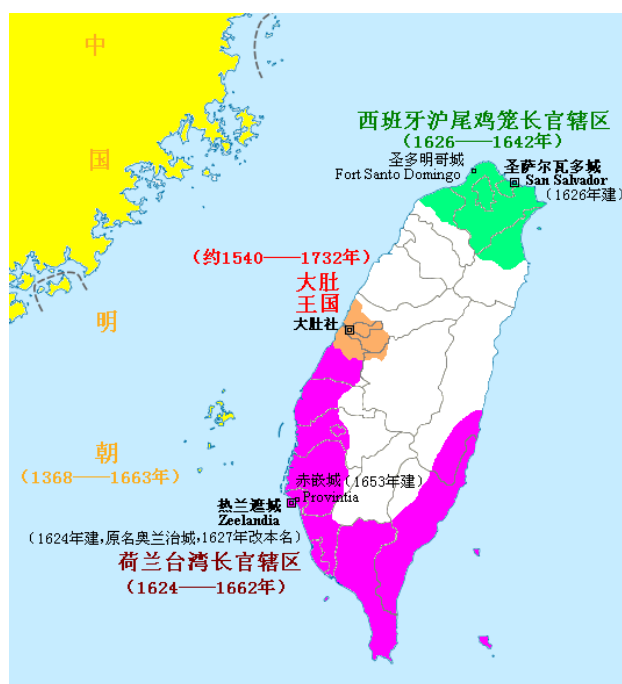 中
国
明
朝
(1368——1663年)
西班牙沪尾鸡笼长官辖区
(1626——1642年)
圣多明哥城
Fort Santo Domingo
圣萨尔瓦多城
San Salvador
(1626年建)
(约1540——1732年)
大肚
王国
大肚社
赤嵌城(1653年建)
Provintia
热兰遮城
Zeelandia
(1624年建,原名奥兰治城,1627年改本名)
荷兰台湾长官辖区
(1624——1662年)